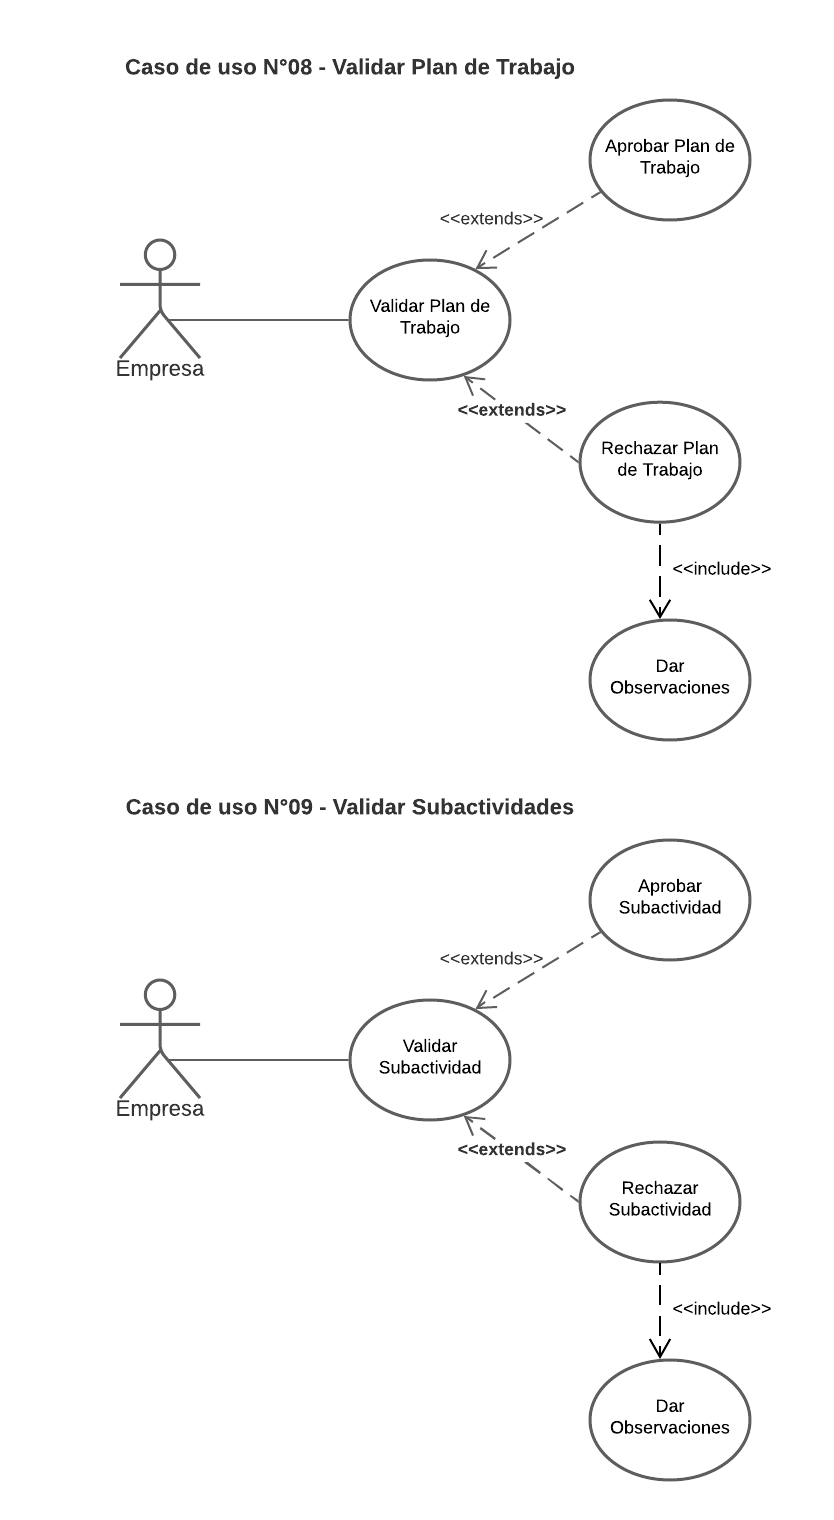 Caso de uso N°08 - Validar Plan de Trabajo
Aprobar Plan de
Trabajo
<<extends>>
Validar Plan de
Trabajo
Empresa
<<extends>>
Rechazar Plan
de Trabajo
<<include>>
Dar
Observaciones
Caso de uso N°09 - Validar Subactividades
Aprobar
Subactividad
<<extends>>
Validar
Subactividad
Empresa
<<extends>>
Rechazar
Subactividad
<<include>>
Dar
Observaciones